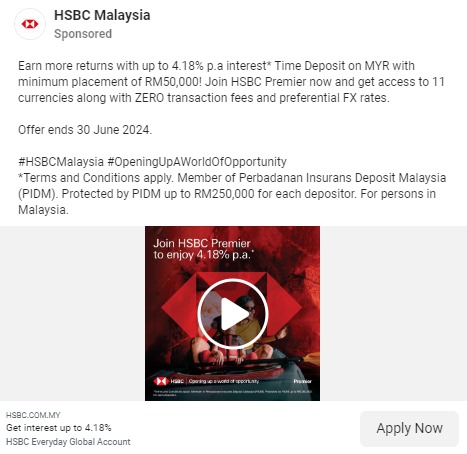 HSBC Malaysia
Sponsored
Earn more returns with up to 4.18% p.a interest* Time Deposit on MYR with
minimum placement of RM50,000! Join HSBC Premier now and get access to 11
currencies along with ZERO transaction fees and preferential FX rates.
Offer ends 30 June 2024.
#HSBCMalaysia #OpeningUpAWorldOfOpportunity
*Terms and Conditions apply. Member of Perbadanan Insurans Deposit Malaysia
(PIDM). Protected by PIDM up to RM250,000 for each depositor. For persons in
Malaysia.
Join HSBC Premier
to enjoy 4.18% p.a.*
HSBC | Opening up a world of opportunity
Premier
HSBC.COM.MY
Get interest up to 4.18%
HSBC Everyday Global Account
Apply Now